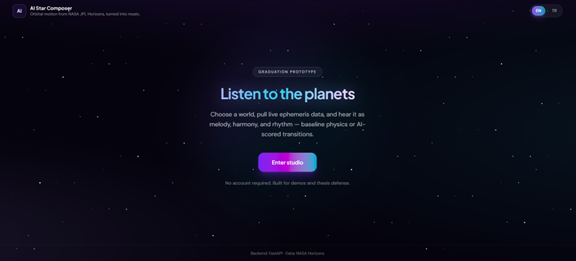 AI
AI Star Composer
Orbital motion from NASA JPL Horizons, turned into music.
EN TR
GRADUATION PROTOTYPE
Listen to the planets
Choose a world, pull live ephemeris data, and hear it as
melody, harmony, and rhythm — baseline physics or AI-
scored transitions.
Enter studio
No account required. Built for demos and thesis defense.
Backend: FastAPI · Data: NASA Horizons